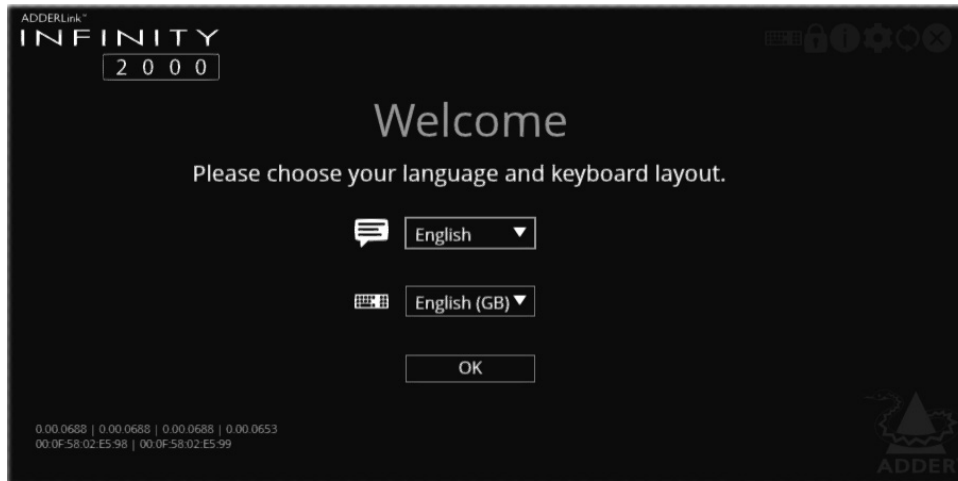 ADDERLink™
INFINITY
2000
Welcome
Please choose your language and keyboard layout.
English
English (GB)
OK
0.00.0688 | 0.00.0688 | 0.00.0688 | 0.00.0653
00:0F:58:02:E5:98 | 00:0F:58:02:E5:99
ADDER